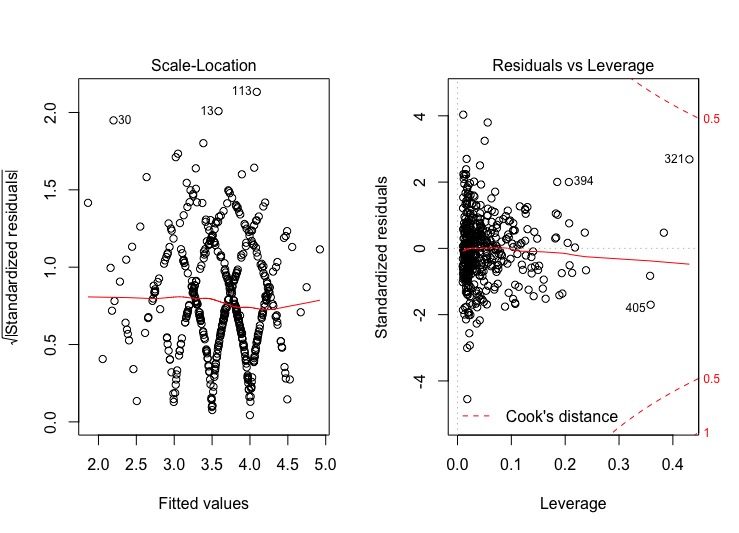 Scale-Location
√|Standardized residuals|
0.0 0.5 1.0 1.5 2.0
30
13
113
2.0 2.5 3.0 3.5 4.0 4.5 5.0
Fitted values
Residuals vs Leverage
Standardized residuals
-4 -2 0 2 4
0.5
321
394
405
0.5
Cook's distance
1
0.0 0.1 0.2 0.3 0.4
Leverage